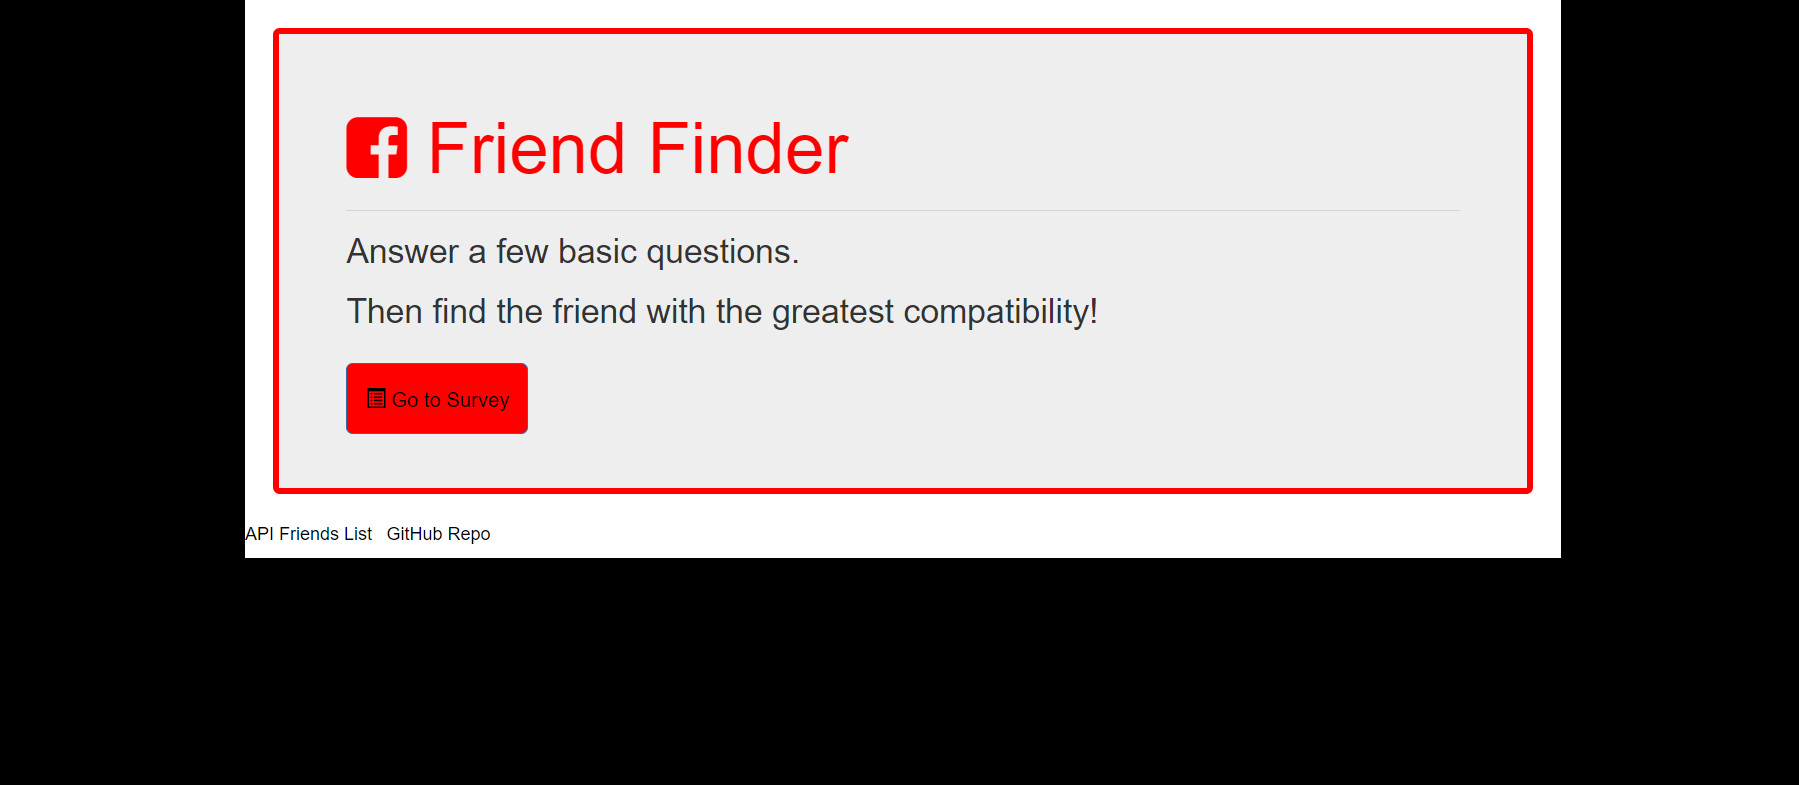 Friend Finder
Answer a few basic questions.
Then find the friend with the greatest compatibility!
Go to Survey
API Friends List GitHub Repo